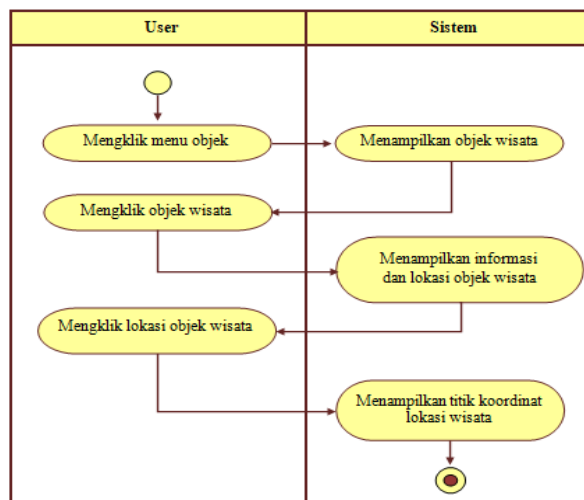 User
Sistem
Mengklik menu objek
Menampilkan objek wisata
Mengklik objek wisata
Menampilkan informasi
dan lokasi objek wisata
Mengklik lokasi objek wisata
Menampilkan titik koordinat
lokasi wisata